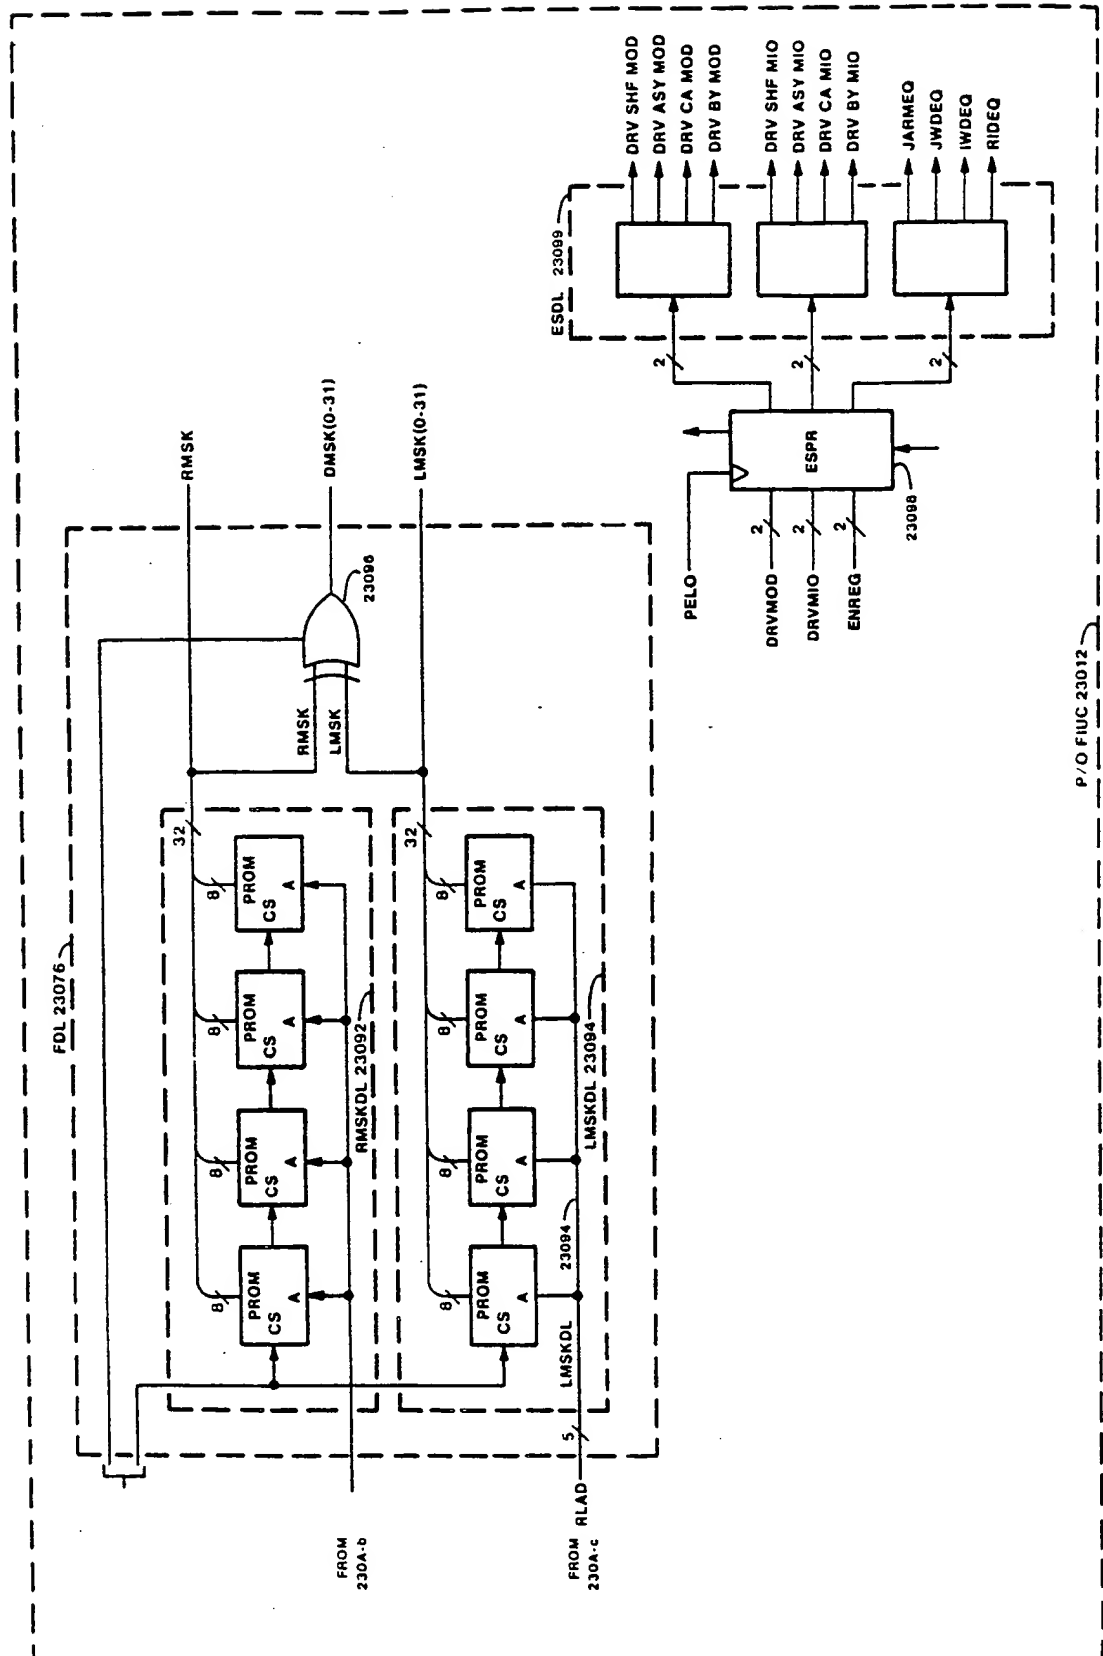 FDL 23076
RMSK
DMSK(0-31)
LMSK(0-31)
RMSK
LMSK
23096
32
8
8
8
8
PROM
CS
A
PROM
CS
A
PROM
CS
A
PROM
CS
A
RMSKDL 23092
32
8
8
8
8
PROM
CS
A
PROM
CS
A
PROM
CS
A
PROM
CS
A
LMSKDL
23094
LMSKDL 23094
5
FROM
230A-b
RLAD
FROM
230A-c
PELO
DRVMOD
2
DRVMIO
2
ENREG
2
ESPR
23098
2
2
2
ESDL 23099
DRV SHF MOD
DRV ASY MOD
DRV CA MOD
DRV BY MOD
DRV SHF MIO
DRV ASY MIO
DRV CA MIO
DRV BY MIO
JARMEQ
JWDEQ
IWDEQ
RIDEQ
P/O FIUC 23012